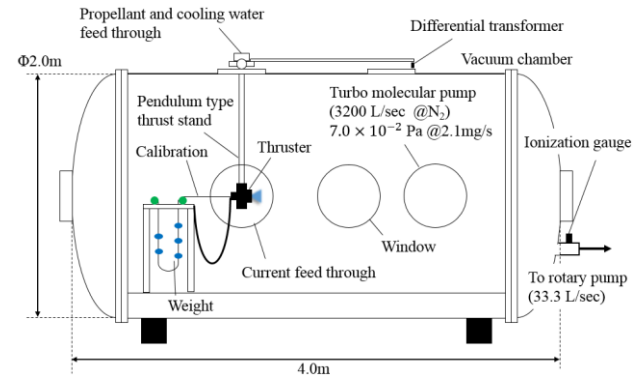 Propellant and cooling water
feed through
Differential transformer
Φ2.0m
Vacuum chamber
Pendulum type
thrust stand
Turbo molecular pump
(3200 L/sec @N₂)
7.0 × 10⁻² Pa @2.1mg/s
Calibration
Thruster
Ionization gauge
Window
Current feed through
Weight
To rotary pump
(33.3 L/sec)
4.0m